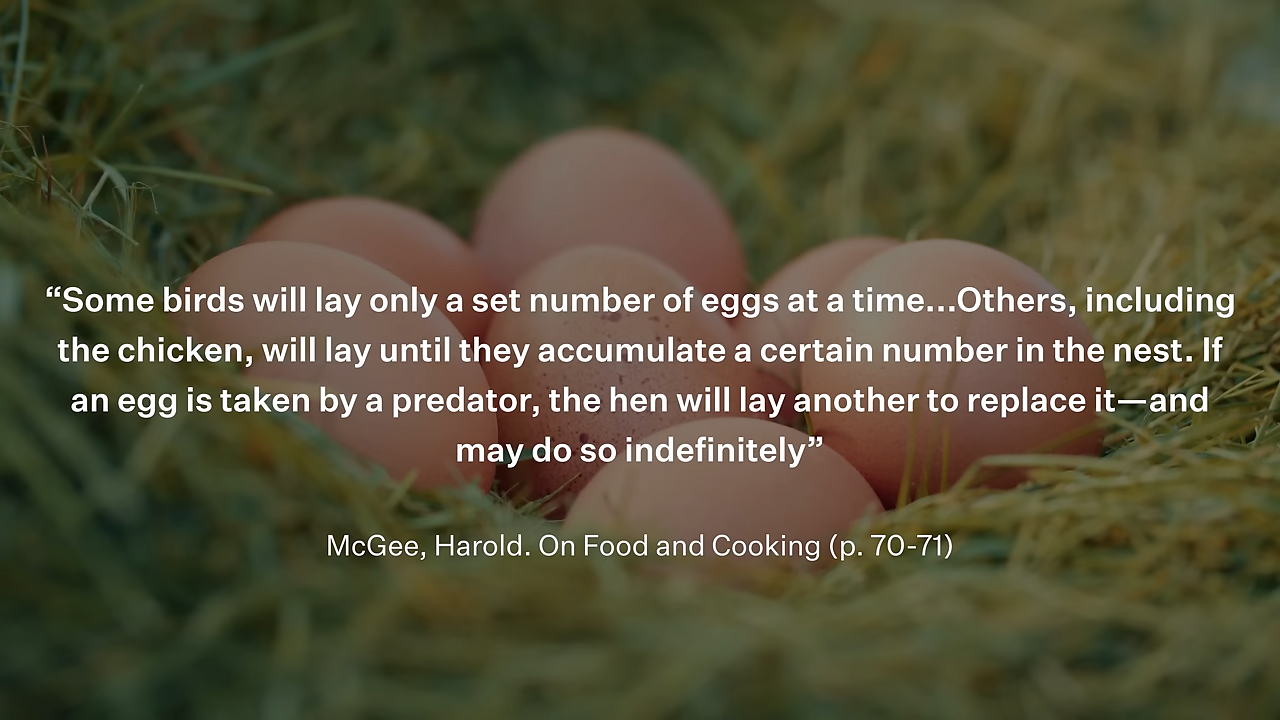 “Some birds will lay only a set number of eggs at a time...Others, including
the chicken, will lay until they accumulate a certain number in the nest. If
an egg is taken by a predator, the hen will lay another to replace it—and
may do so indefinitely”
McGee, Harold. On Food and Cooking (p. 70-71)